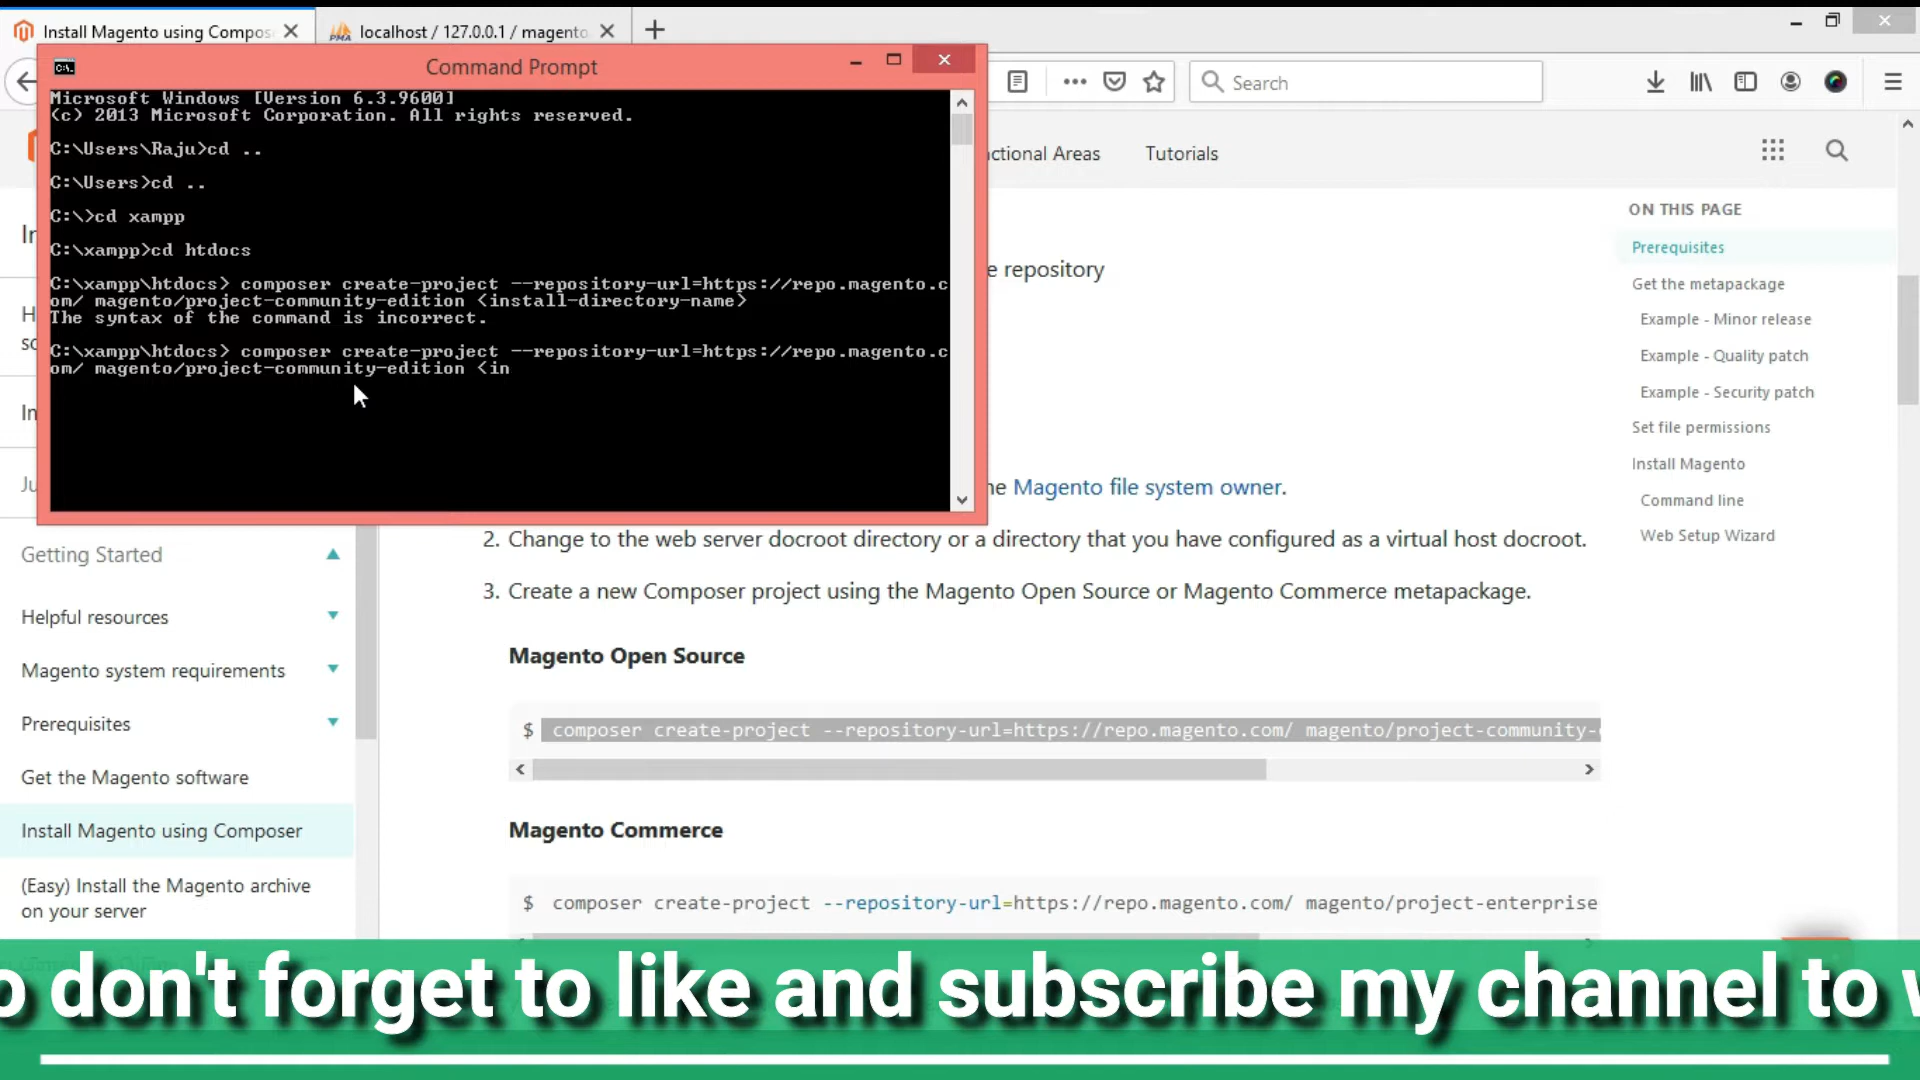 Install Magento using Compos
localhost / 127.0.0.1 / magento
Command Prompt
Search
Microsoft Windows [Version 6.3.9600]
(c) 2013 Microsoft Corporation. All rights reserved.
C:\Users\Raju>cd ..
C:\Users>cd ..
C:\>cd xampp
C:\xampp>cd htdocs
C:\xampp\htdocs> composer create-project --repository-url=https://repo.magento.c
om/ magento/project-community-edition <install-directory-name>
The syntax of the command is incorrect.
C:\xampp\htdocs> composer create-project --repository-url=https://repo.magento.c
om/ magento/project-community-edition <in
ctional Areas
Tutorials
e repository
ON THIS PAGE
Prerequisites
Get the metapackage
Example - Minor release
Example - Quality patch
Example - Security patch
Set file permissions
Install Magento
Command line
Web Setup Wizard
ne Magento file system owner.
2. Change to the web server docroot directory or a directory that you have configured as a virtual host docroot.
3. Create a new Composer project using the Magento Open Source or Magento Commerce metapackage.
Magento Open Source
$ composer create-project --repository-url=https://repo.magento.com/ magento/project-community-
Magento Commerce
$ composer create-project --repository-url=https://repo.magento.com/ magento/project-enterprise
Getting Started
Helpful resources
Magento system requirements
Prerequisites
Get the Magento software
Install Magento using Composer
(Easy) Install the Magento archive
on your server
o don't forget to like and subscribe my channel to w